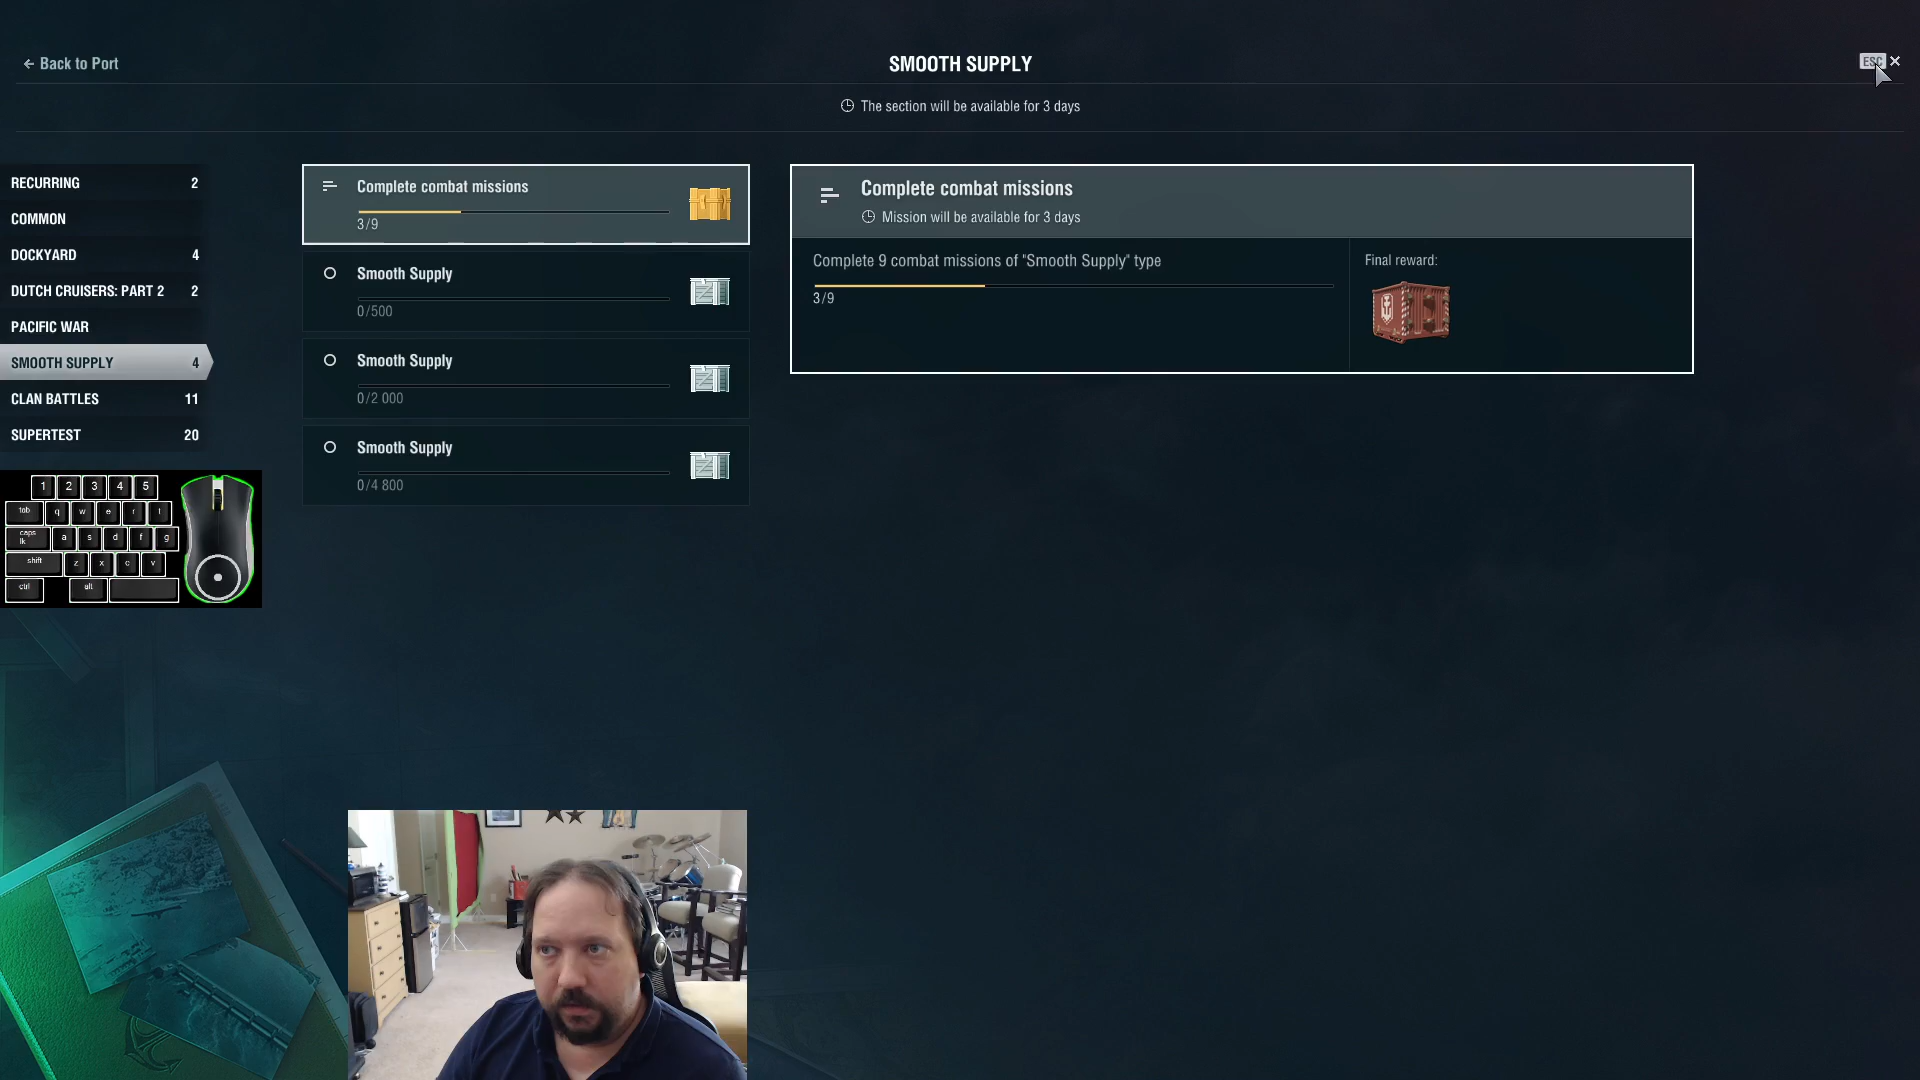 Back to Port
SMOOTH SUPPLY
ESC
The section will be available for 3 days
RECURRING 2
COMMON
DOCKYARD 4
DUTCH CRUISERS: PART 2 2
PACIFIC WAR
SMOOTH SUPPLY 4
CLAN BATTLES 11
SUPERTEST 20
Complete combat missions
3/9
Smooth Supply
0/500
Smooth Supply
0/2 000
Smooth Supply
0/4 800
Complete combat missions
Mission will be available for 3 days
Complete 9 combat missions of "Smooth Supply" type
3/9
Final reward:
1 2 3 4 5
tab q w e r t
caps lk a s d f g
shift z x c v
ctrl alt